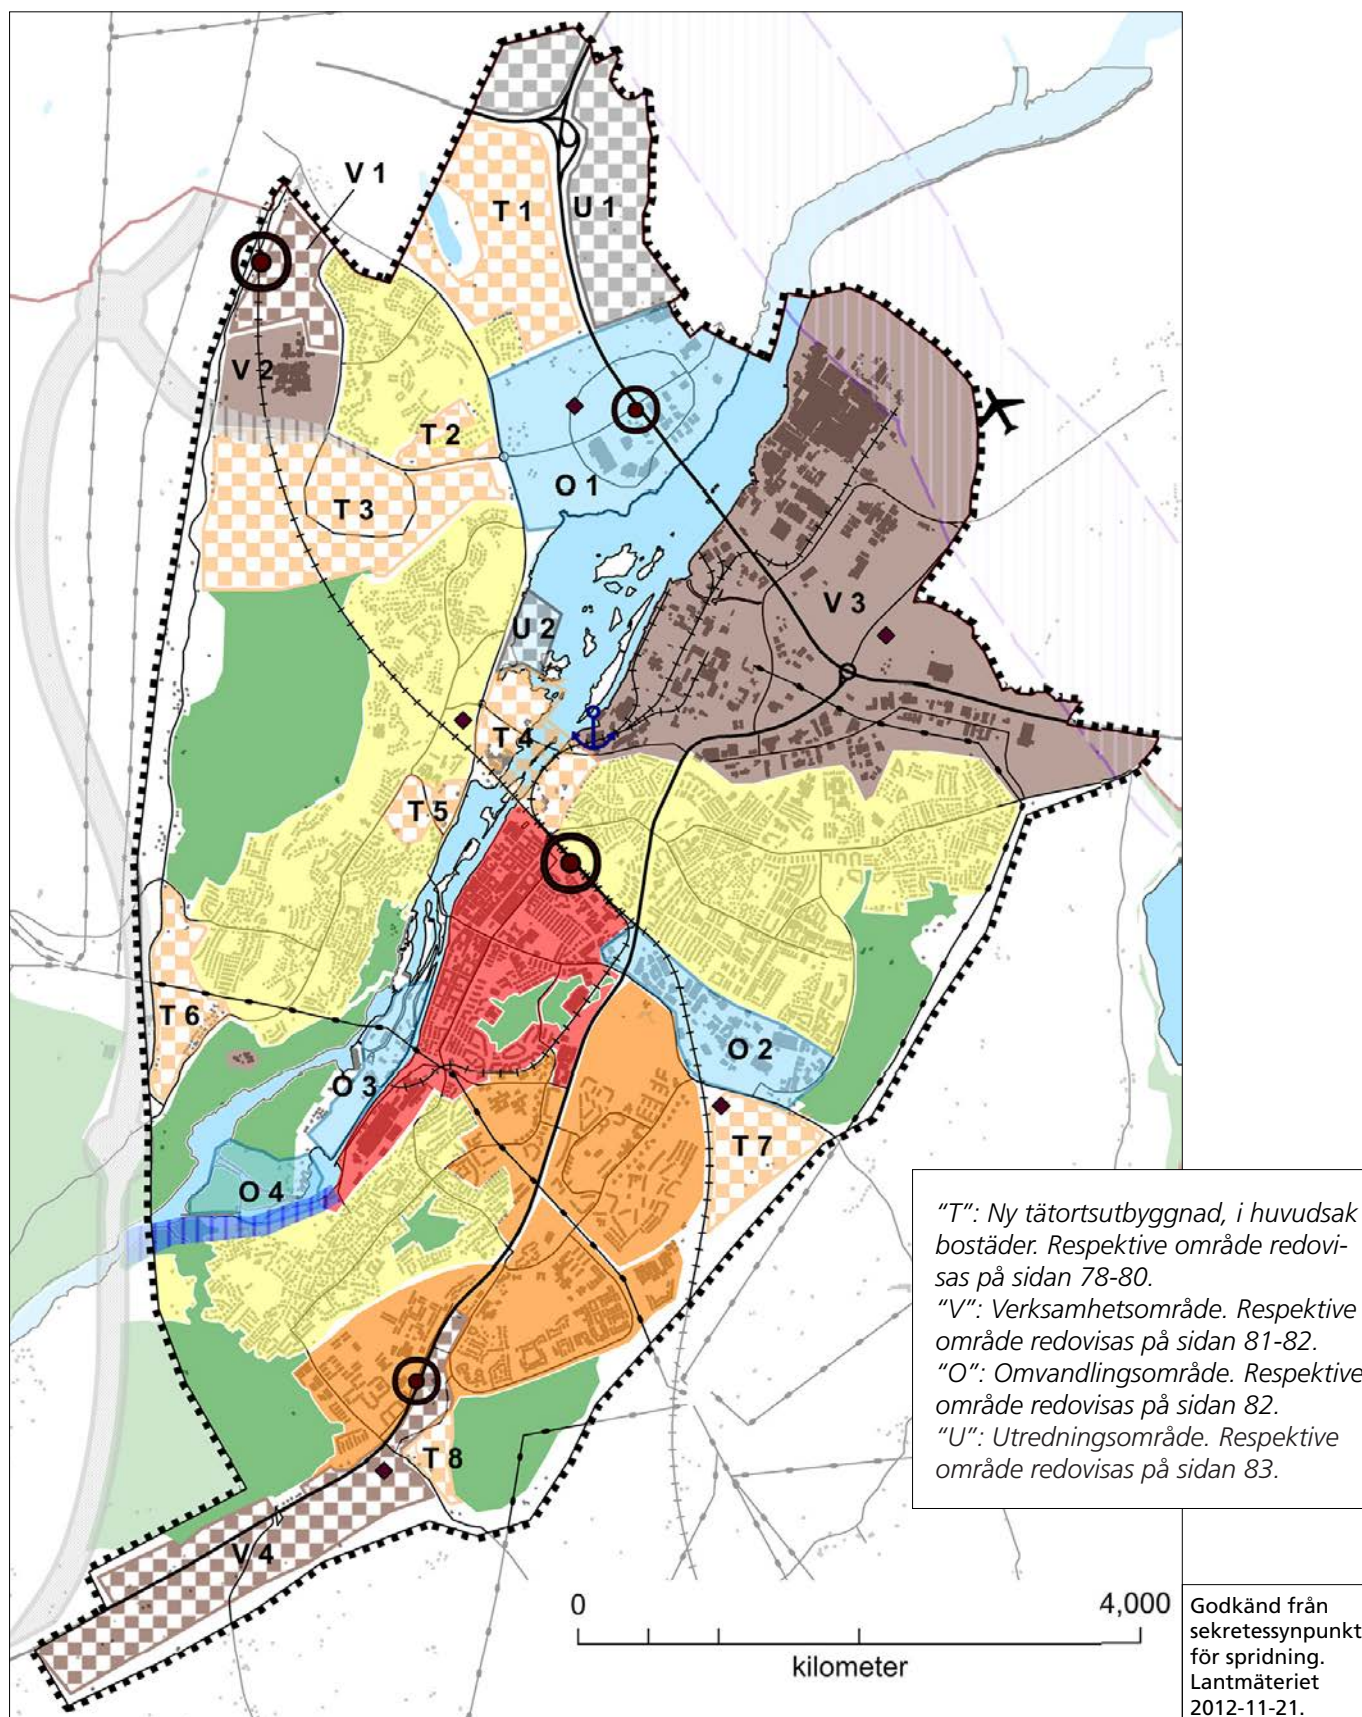 V 1
T 1
U 1
V 2
T 2
O 1
T 3
V 3
U 2
T 4
T 5
T 6
O 2
O 3
T 7
O 4
"T": Ny tätortsutbyggnad, i huvudsak
bostäder. Respektive område redovi-
sas på sidan 78-80.
"V": Verksamhetsområde. Respektive
område redovisas på sidan 81-82.
"O": Omvandlingsområde. Respektive
område redovisas på sidan 82.
"U": Utredningsområde. Respektive
område redovisas på sidan 83.
T 8
V 4
0
4,000
kilometer
Godkänd från
sekretessynpunkt
för spridning.
Lantmäteriet
2012-11-21.